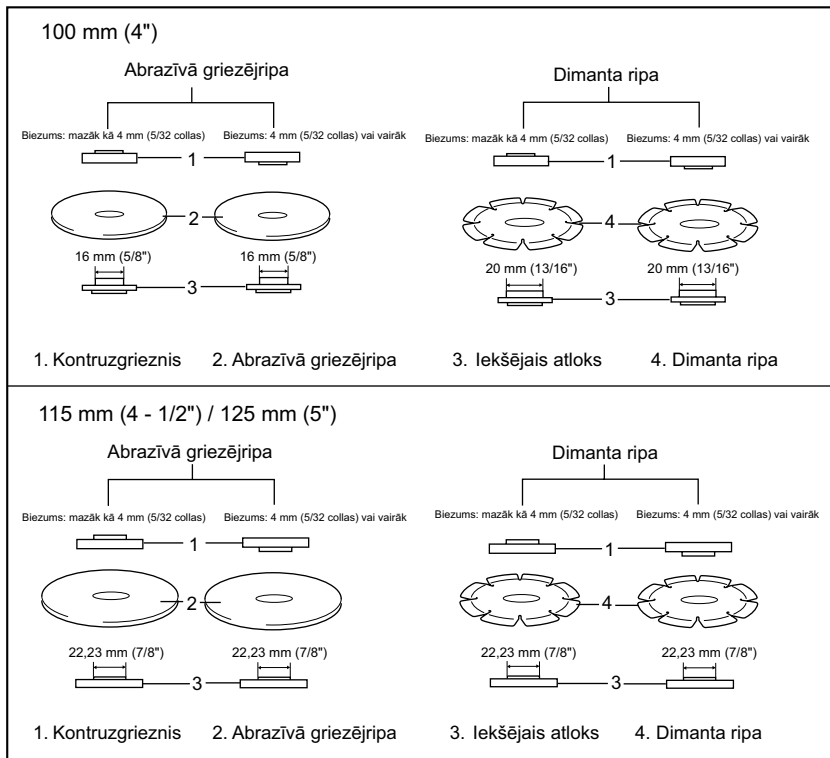 100 mm (4")
Abrazīvā griezējripa
Dimanta ripa
Biezums: mazāk kā 4 mm (5/32 collas) Biezums: 4 mm (5/32 collas) vai vairāk
Biezums: mazāk kā 4 mm (5/32 collas) Biezums: 4 mm (5/32 collas) vai vairāk
1
1
2
4
16 mm (5/8") 16 mm (5/8")
20 mm (13/16") 20 mm (13/16")
3
3
1. Kontruzgrieznis 2. Abrazīvā griezējripa 3. Iekšējais atloks 4. Dimanta ripa
115 mm (4 - 1/2") / 125 mm (5")
Abrazīvā griezējripa
Dimanta ripa
Biezums: mazāk kā 4 mm (5/32 collas) Biezums: 4 mm (5/32 collas) vai vairāk
Biezums: mazāk kā 4 mm (5/32 collas) Biezums: 4 mm (5/32 collas) vai vairāk
1
1
2
4
22,23 mm (7/8") 22,23 mm (7/8")
22,23 mm (7/8") 22,23 mm (7/8")
3
3
1. Kontruzgrieznis 2. Abrazīvā griezējripa 3. Iekšējais atloks 4. Dimanta ripa